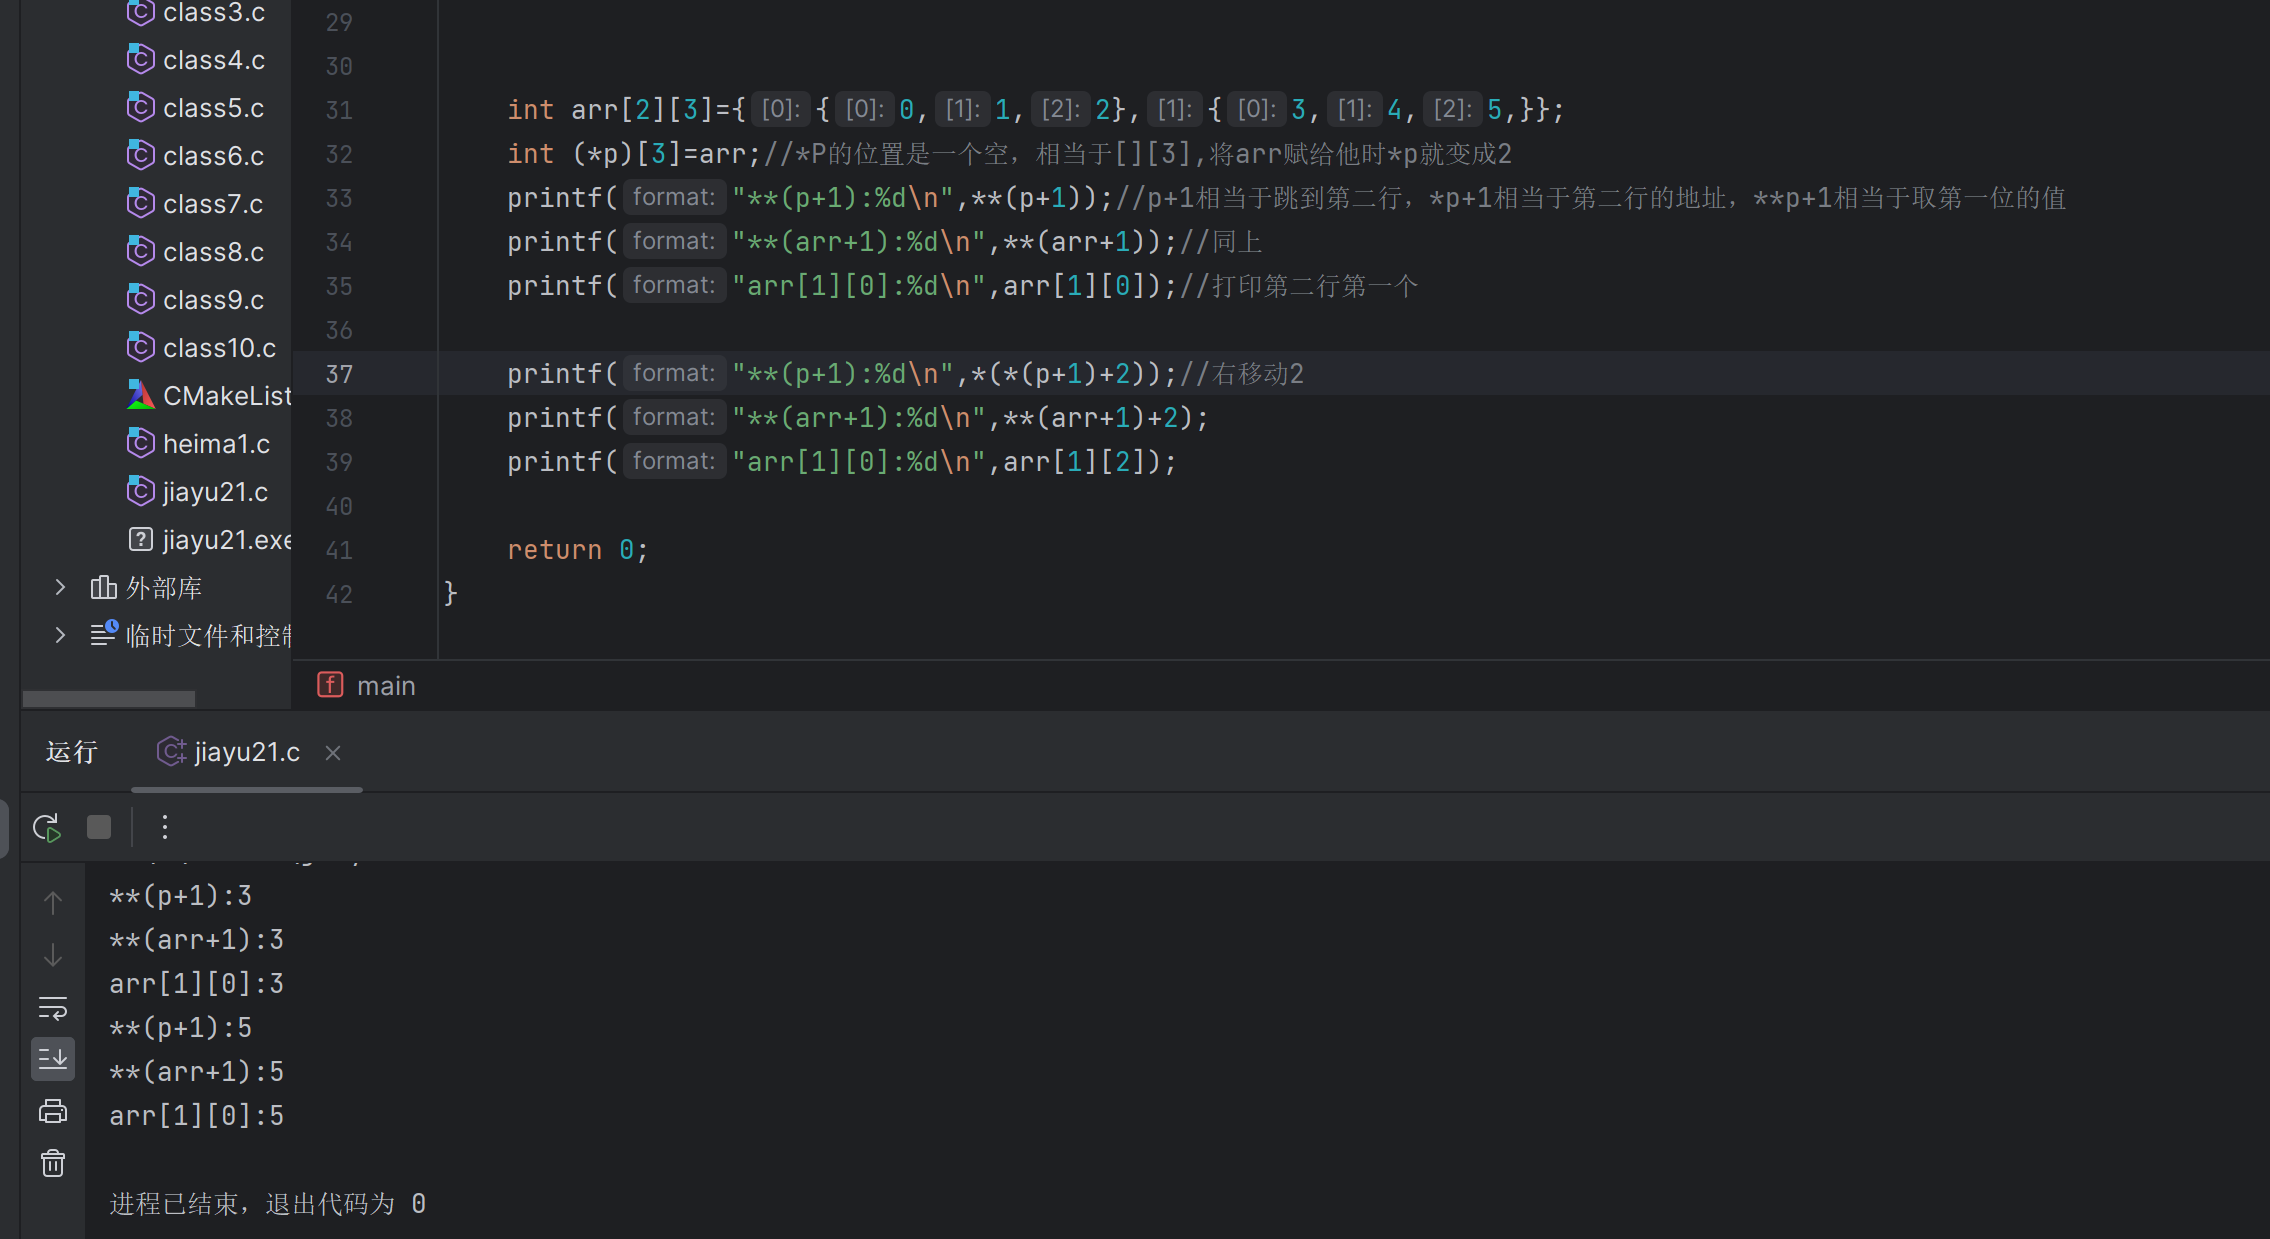 class3.c
class4.c
class5.c
class6.c
class7.c
class8.c
class9.c
class10.c
CMakeList
heima1.c
jiayu21.c
jiayu21.exe
外部库
临时文件和控制
29
30
31 int arr[2][3]={ [0]: { [0]: 0, [1]: 1, [2]: 2}, [1]: { [0]: 3, [1]: 4, [2]: 5,}};
32 int (*p)[3]=arr;//*P的位置是一个空，相当于[][3],将arr赋给他时*p就变成2
33 printf( format: "**(p+1):%d\n",**(p+1));//p+1相当于跳到第二行，*p+1相当于第二行的地址，**p+1相当于取第一位的值
34 printf( format: "**(arr+1):%d\n",**(arr+1));//同上
35 printf( format: "arr[1][0]:%d\n",arr[1][0]);//打印第二行第一个
36
37 printf( format: "**(p+1):%d\n",*(*(p+1)+2));//右移动2
38 printf( format: "**(arr+1):%d\n",**(arr+1)+2);
39 printf( format: "arr[1][0]:%d\n",arr[1][2]);
40
41 return 0;
42 }
main
运行 jiayu21.c
**(p+1):3
**(arr+1):3
arr[1][0]:3
**(p+1):5
**(arr+1):5
arr[1][0]:5
进程已结束，退出代码为 0